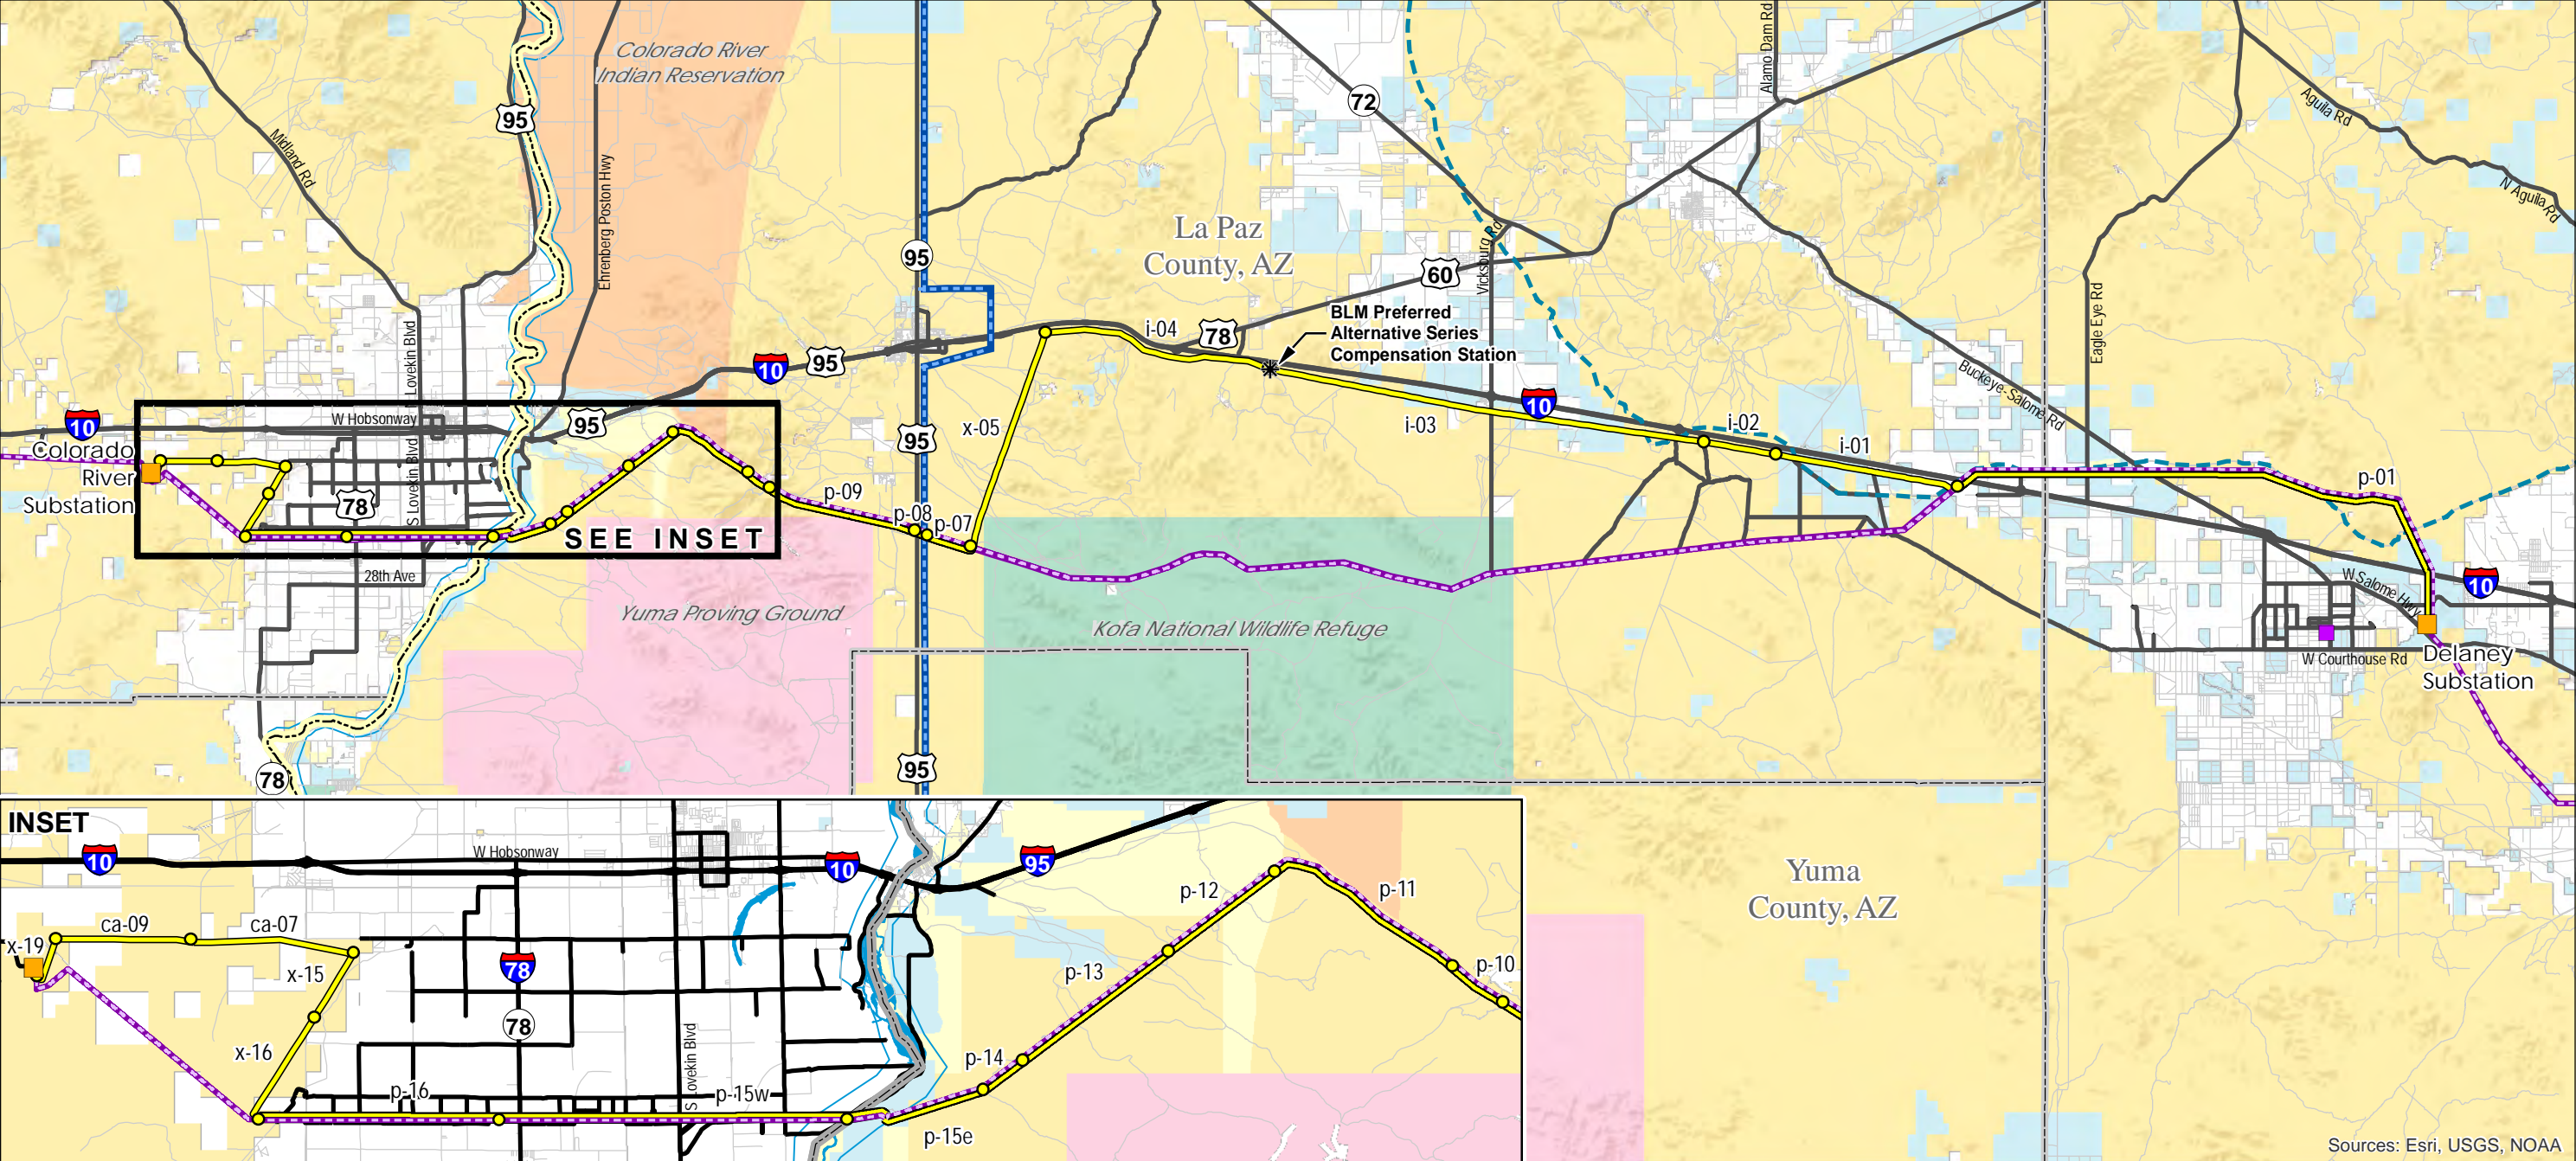 Colorado River
Indian Reservation
95
Midland Rd
Ehrenberg Poston Hwy
72
Alamo Dam Rd
Aguila Rd
N Aguila Rd
La Paz
County, AZ
95
60
Vicksburg Rd
Eagle Eye Rd
78
i-04
BLM Preferred
Alternative Series
Compensation Station
N Lovekin Blvd
10
95
10
Buckeye-Salome Rd
10
W Hobsonway
95
95
x-05
i-03
i-02
i-01
Colorado
River
Substation
S Lovekin Blvd
78
p-09
p-08
p-07
p-01
SEE INSET
28th Ave
Yuma Proving Ground
Kofa National Wildlife Refuge
W Salome Hwy
10
W Courthouse Rd
Delaney
Substation
78
95
INSET
10
W Hobsonway
10
95
p-12
p-11
ca-09
ca-07
x-19
x-15
78
p-13
p-10
78
x-16
S Lovekin Blvd
p-14
p-16
p-15w
p-15e
Yuma
County, AZ
Sources: Esri, USGS, NOAA